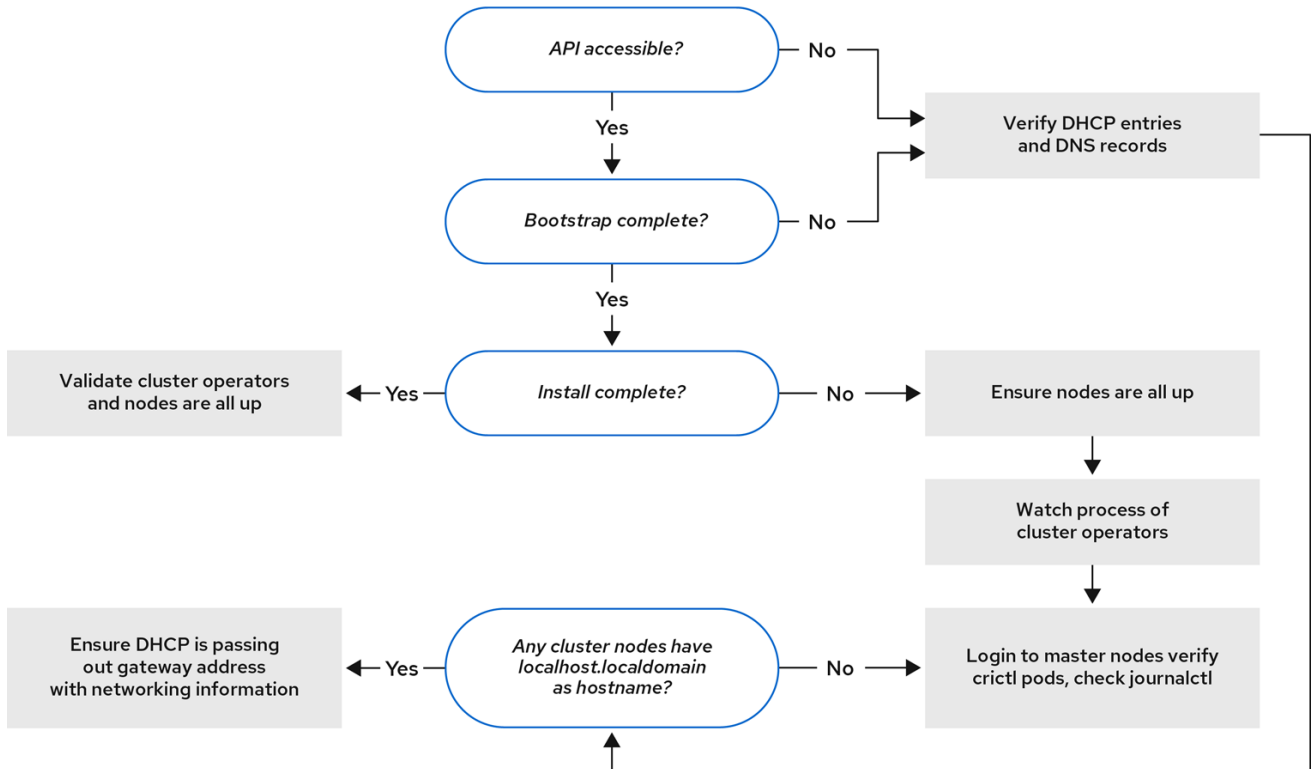 API accessible?
No
Verify DHCP entries
and DNS records
Yes
Bootstrap complete?
No
Yes
Validate cluster operators
and nodes are all up
Yes
Install complete?
No
Ensure nodes are all up
Watch process of
cluster operators
Ensure DHCP is passing
out gateway address
with networking information
Yes
Any cluster nodes have
localhost.localdomain
as hostname?
No
Login to master nodes verify
crictl pods, check journalctl